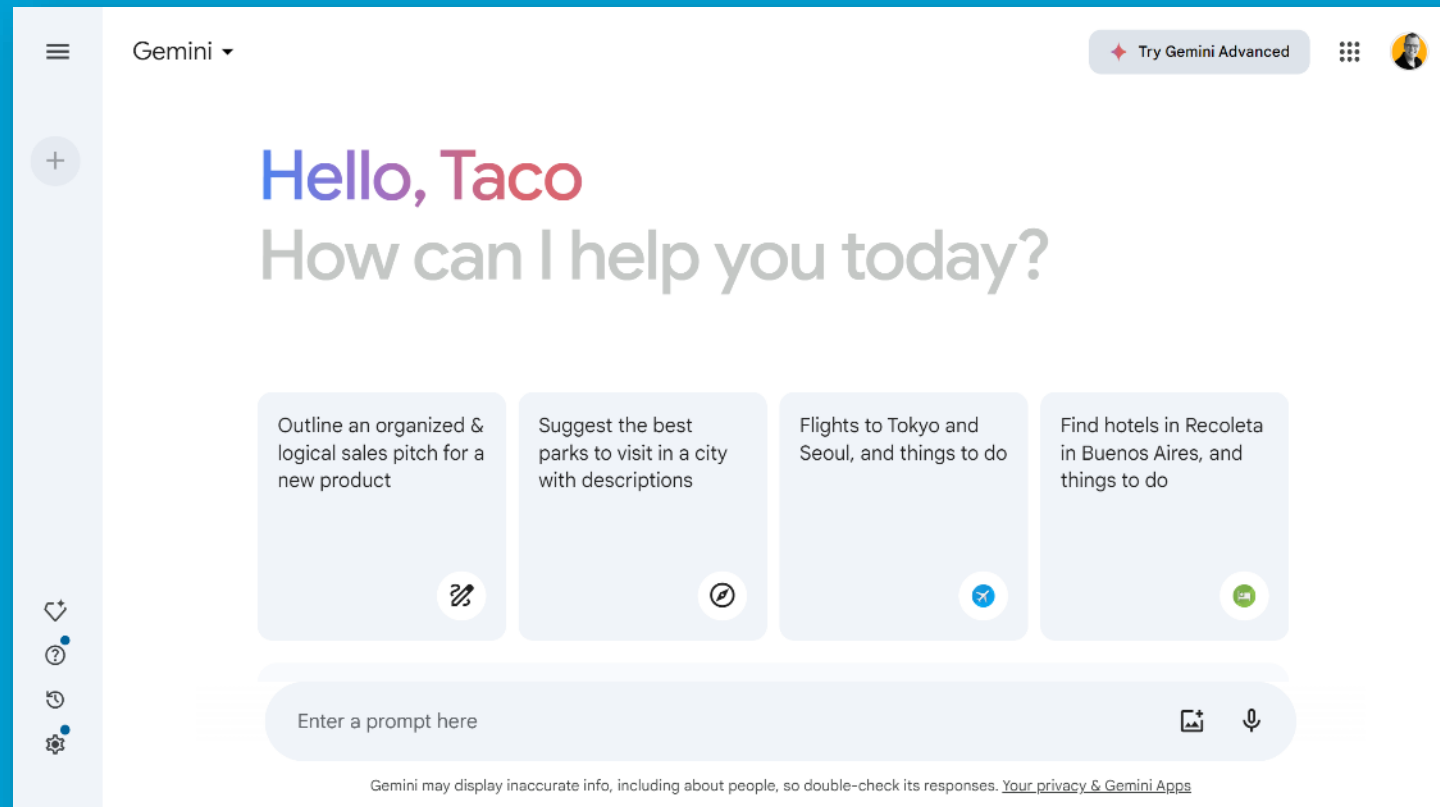 Gemini
Try Gemini Advanced
Hello, Taco
How can I help you today?
Outline an organized &
logical sales pitch for a
new product
Suggest the best
parks to visit in a city
with descriptions
Flights to Tokyo and
Seoul, and things to do
Find hotels in Recoleta
in Buenos Aires, and
things to do
Enter a prompt here
Gemini may display inaccurate info, including about people, so double-check its responses. Your privacy & Gemini Apps